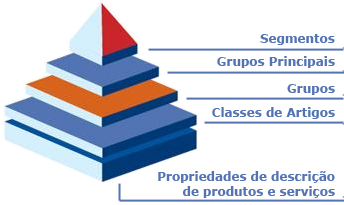 Segmentos
Grupos Principais
Grupos
Classes de Artigos
Propriedades de descrição
de produtos e serviços